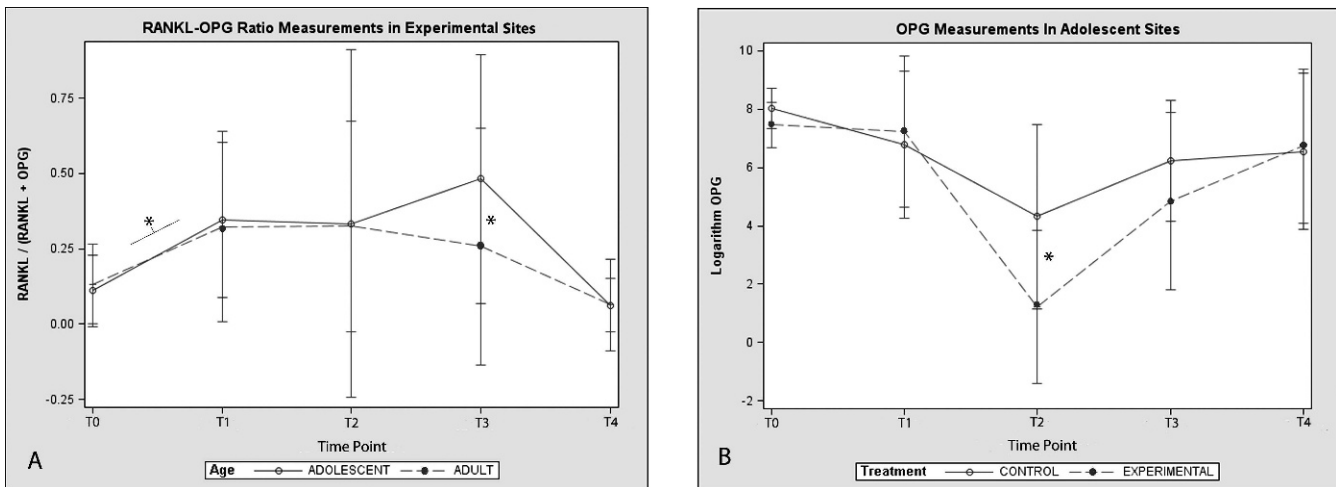 RANKL-OPG Ratio Measurements in Experimental Sites
RANKL / (RANKL + OPG)
0.75
0.50
0.25
0.00
-0.25
*
*
T0 T1 T2 T3 T4
Time Point
A
Age ADOLESCENT ADULT
OPG Measurements In Adolescent Sites
Logarithm OPG
10
8
6
4
2
0
-2
*
T0 T1 T2 T3 T4
Time Point
B
Treatment CONTROL EXPERIMENTAL